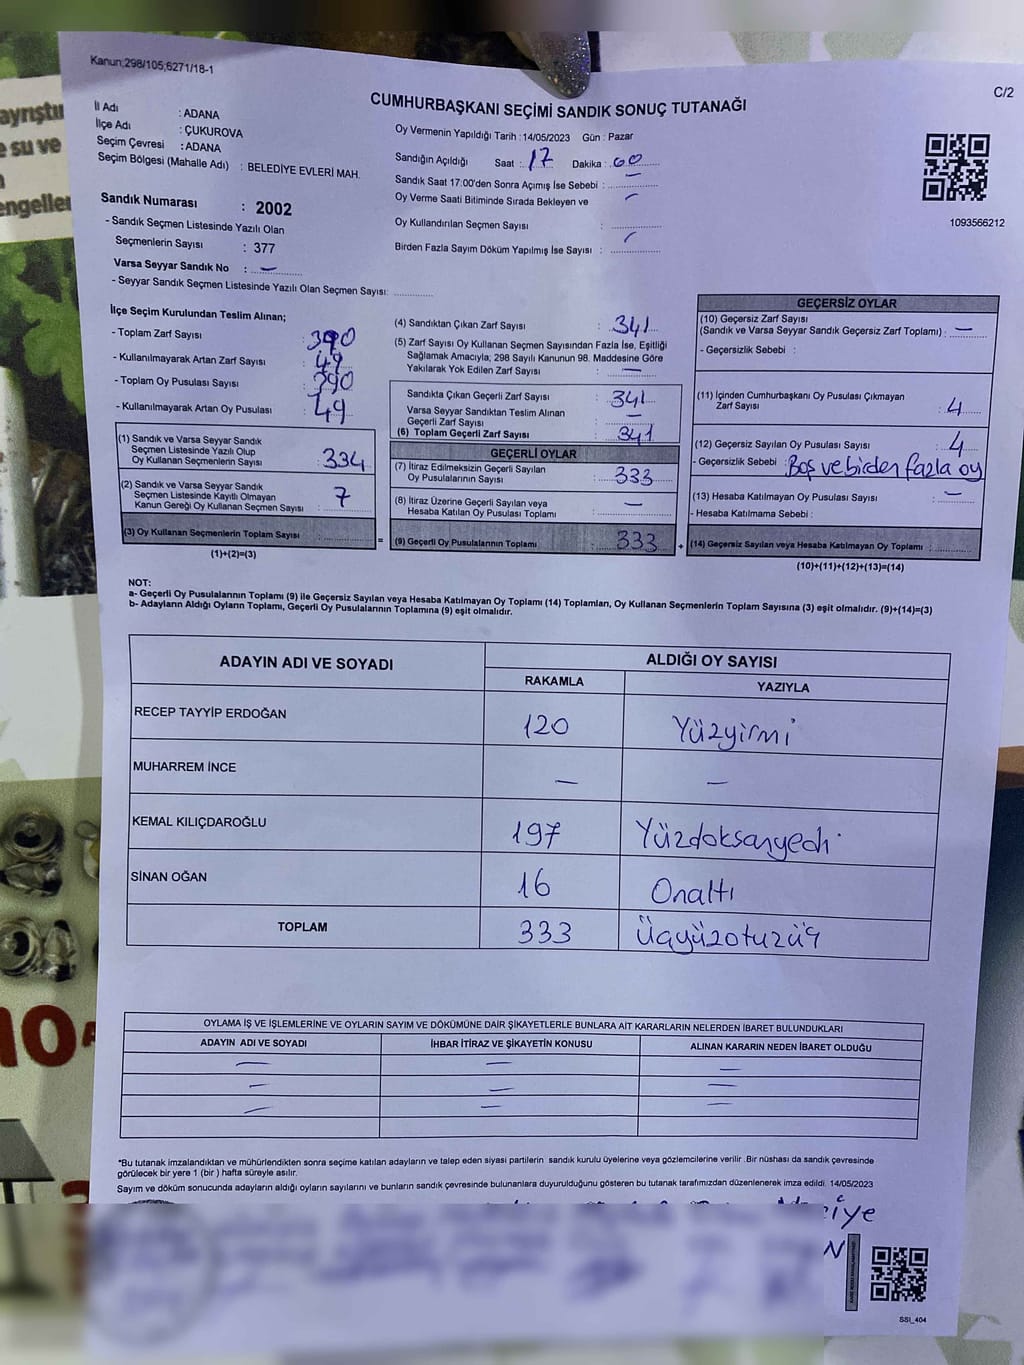 ayrıştır
e su ve
engeller
Kanun;298/105;6271/18-1
C/2
CUMHURBAŞKANI SEÇİMİ SANDIK SONUÇ TUTANAĞI
İl Adı : ADANA
İlçe Adı : ÇUKUROVA
Seçim Çevresi : ADANA
Seçim Bölgesi (Mahalle Adı) : BELEDİYE EVLERİ MAH.
Sandık Numarası : 2002
- Sandık Seçmen Listesinde Yazılı Olan
Seçmenlerin Sayısı : 377
Varsa Seyyar Sandık No : —
- Seyyar Sandık Seçmen Listesinde Yazılı Olan Seçmen Sayısı:
Oy Vermenin Yapıldığı Tarih : 14/05/2023 Gün : Pazar
Sandığın Açıldığı Saat : 17 Dakika : 00
Sandık Saat 17:00'den Sonra Açımış İse Sebebi : —
Oy Verme Saati Bitiminde Sırada Bekleyen ve
Oy Kullandırılan Seçmen Sayısı :
Birden Fazla Sayım Döküm Yapılmış İse Sayısı :
1093566212
İlçe Seçim Kurulundan Teslim Alınan;
- Toplam Zarf Sayısı : 390
- Kullanılmayarak Artan Zarf Sayısı : 49
- Toplam Oy Pusulası Sayısı : 390
- Kullanılmayarak Artan Oy Pusulası : 49
(1) Sandık ve Varsa Seyyar Sandık
Seçmen Listesinde Yazılı Olup
Oy Kullanan Seçmenlerin Sayısı : 334
(2) Sandık ve Varsa Seyyar Sandık
Seçmen Listesinde Kayıtlı Olmayan
Kanun Gereği Oy Kullanan Seçmen Sayısı : 7
(3) Oy Kullanan Seçmenlerin Toplam Sayısı :
(1)+(2)=(3)
(4) Sandıktan Çıkan Zarf Sayısı : 341
(5) Zarf Sayısı Oy Kullanan Seçmen Sayısından Fazla İse, Eşitliği
Sağlamak Amacıyla, 298 Sayılı Kanunun 98. Maddesine Göre
Yakılarak Yok Edilen Zarf Sayısı : —
Sandıkta Çıkan Geçerli Zarf Sayısı : 341
Varsa Seyyar Sandıktan Teslim Alınan
Geçerli Zarf Sayısı : —
(6) Toplam Geçerli Zarf Sayısı : 341
GEÇERLİ OYLAR
(7) İtiraz Edilmeksizin Geçerli Sayılan
Oy Pusulalarının Sayısı : 333
(8) İtiraz Üzerine Geçerli Sayılan veya
Hesaba Katılan Oy Pusulası Toplamı : —
(9) Geçerli Oy Pusulalarının Toplamı : 333
GEÇERSİZ OYLAR
(10) Geçersiz Zarf Sayısı
(Sandık ve Varsa Seyyar Sandık Geçersiz Zarf Toplamı) : —
- Geçersizlik Sebebi :
(11) İçinden Cumhurbaşkanı Oy Pusulası Çıkmayan
Zarf Sayısı : 4
(12) Geçersiz Sayılan Oy Pusulası Sayısı : 4
- Geçersizlik Sebebi : Boş ve birden fazla oy
(13) Hesaba Katılmayan Oy Pusulası Sayısı : —
- Hesaba Katılmama Sebebi :
(14) Geçersiz Sayılan veya Hesaba Katılmayan Oy Toplamı :
(10)+(11)+(12)+(13)=(14)
NOT:
a- Geçerli Oy Pusulalarının Toplamı (9) ile Geçersiz Sayılan veya Hesaba Katılmayan Oy Toplamı (14) Toplamları, Oy Kullanan Seçmenlerin Toplam Sayısına (3) eşit olmalıdır. (9)+(14)=(3)
b- Adayların Aldığı Oyların Toplamı, Geçerli Oy Pusulalarının Toplamına (9) eşit olmalıdır.
ADAYIN ADI VE SOYADI ALDIĞI OY SAYISI
RAKAMLA YAZIYLA
RECEP TAYYİP ERDOĞAN 120 Yüzyirmi
MUHARREM İNCE — —
KEMAL KILIÇDAROĞLU 197 Yüzdoksanyedi
SİNAN OĞAN 16 Onaltı
TOPLAM 333 Üçyüzotuzüç
OYLAMA İŞ VE İŞLEMLERİNE VE OYLARIN SAYIM VE DÖKÜMÜNE DAİR ŞİKAYETLERLE BUNLARA AİT KARARLARIN NELERDEN İBARET BULUNDUKLARI
ADAYIN ADI VE SOYADI İHBAR İTİRAZ VE ŞİKAYETİN KONUSU ALINAN KARARIN NEDEN İBARET OLDUĞU
— — —
— — —
— — —
*Bu tutanak imzalandıktan ve mühürlendikten sonra seçime katılan adayların ve talep eden siyasi partilerin sandık kurulu üyelerine veya gözlemcilerine verilir. Bir nüshası da sandık çevresinde
görülecek bir yere 1 (bir ) hafta süreyle asılır.
Sayım ve döküm sonucunda adayların aldığı oyların sayılarını ve bunların sandık çevresinde bulunanlara duyurulduğunu gösteren bu tutanak tarafımızdan düzenlenerek imza edildi. 14/05/2023
SSI_404